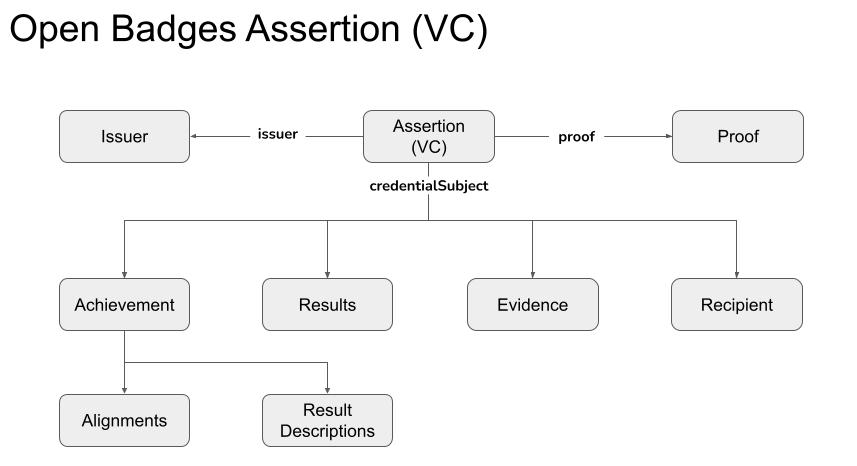 Open Badges Assertion (VC)
Issuer
issuer
Assertion
(VC)
proof
Proof
credentialSubject
Achievement
Results
Evidence
Recipient
Alignments
Result
Descriptions